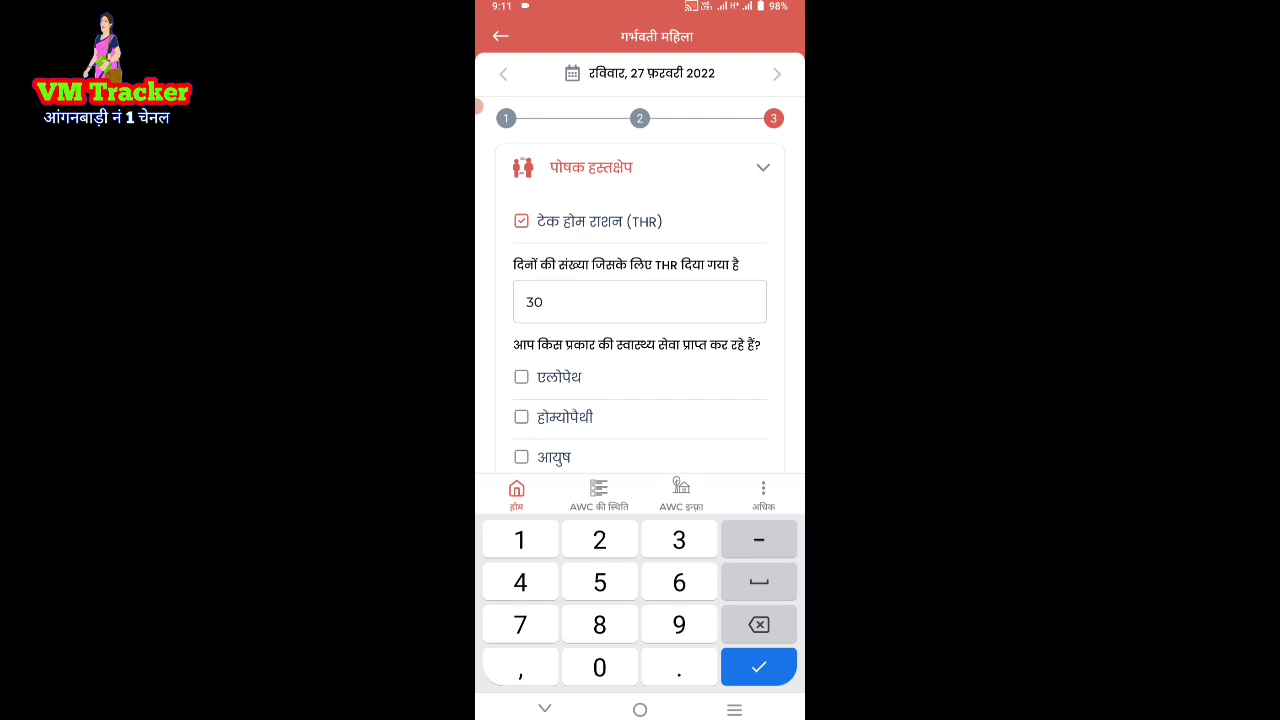 VM Tracker
आंगनबाड़ी नं 1 चेनल
9:11
98%
गर्भवती महिला
रविवार, 27 फ़रवरी 2022
1 2 3
पोषक हस्तक्षेप
टेक होम राशन (THR)
दिनों की संख्या जिसके लिए THR दिया गया है
30
आप किस प्रकार की स्वास्थ्य सेवा प्राप्त कर रहे हैं?
एलोपेथ
होम्योपैथी
आयुष
होम AWC की स्थिति AWC इन्फ्रा अधिक
1 2 3 -
4 5 6
7 8 9
, 0 .